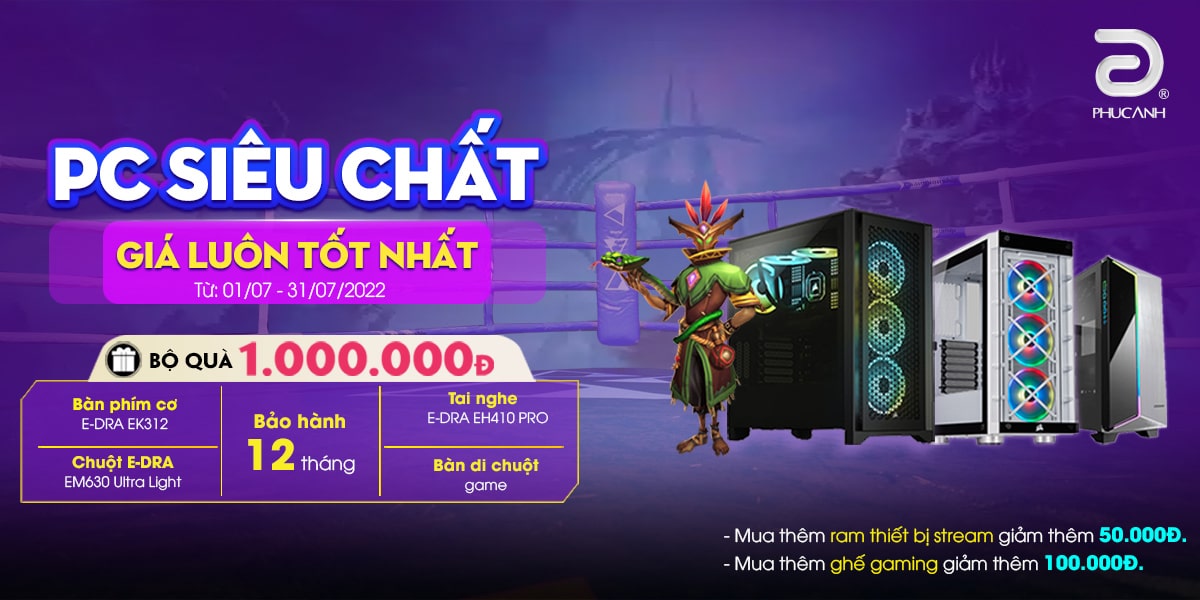 PHUCANH
®
PC SIÊU CHẤT
GIÁ LUÔN TỐT NHẤT
Từ: 01/07 - 31/07/2022
BỘ QUÀ 1.000.000Đ
Bàn phím cơ
E-DRA EK312
Chuột E-DRA
EM630 Ultra Light
Bảo hành
12 tháng
Tai nghe
E-DRA EH410 PRO
Bàn di chuột
game
- Mua thêm ram thiết bị stream giảm thêm 50.000Đ.
- Mua thêm ghế gaming giảm thêm 100.000Đ.